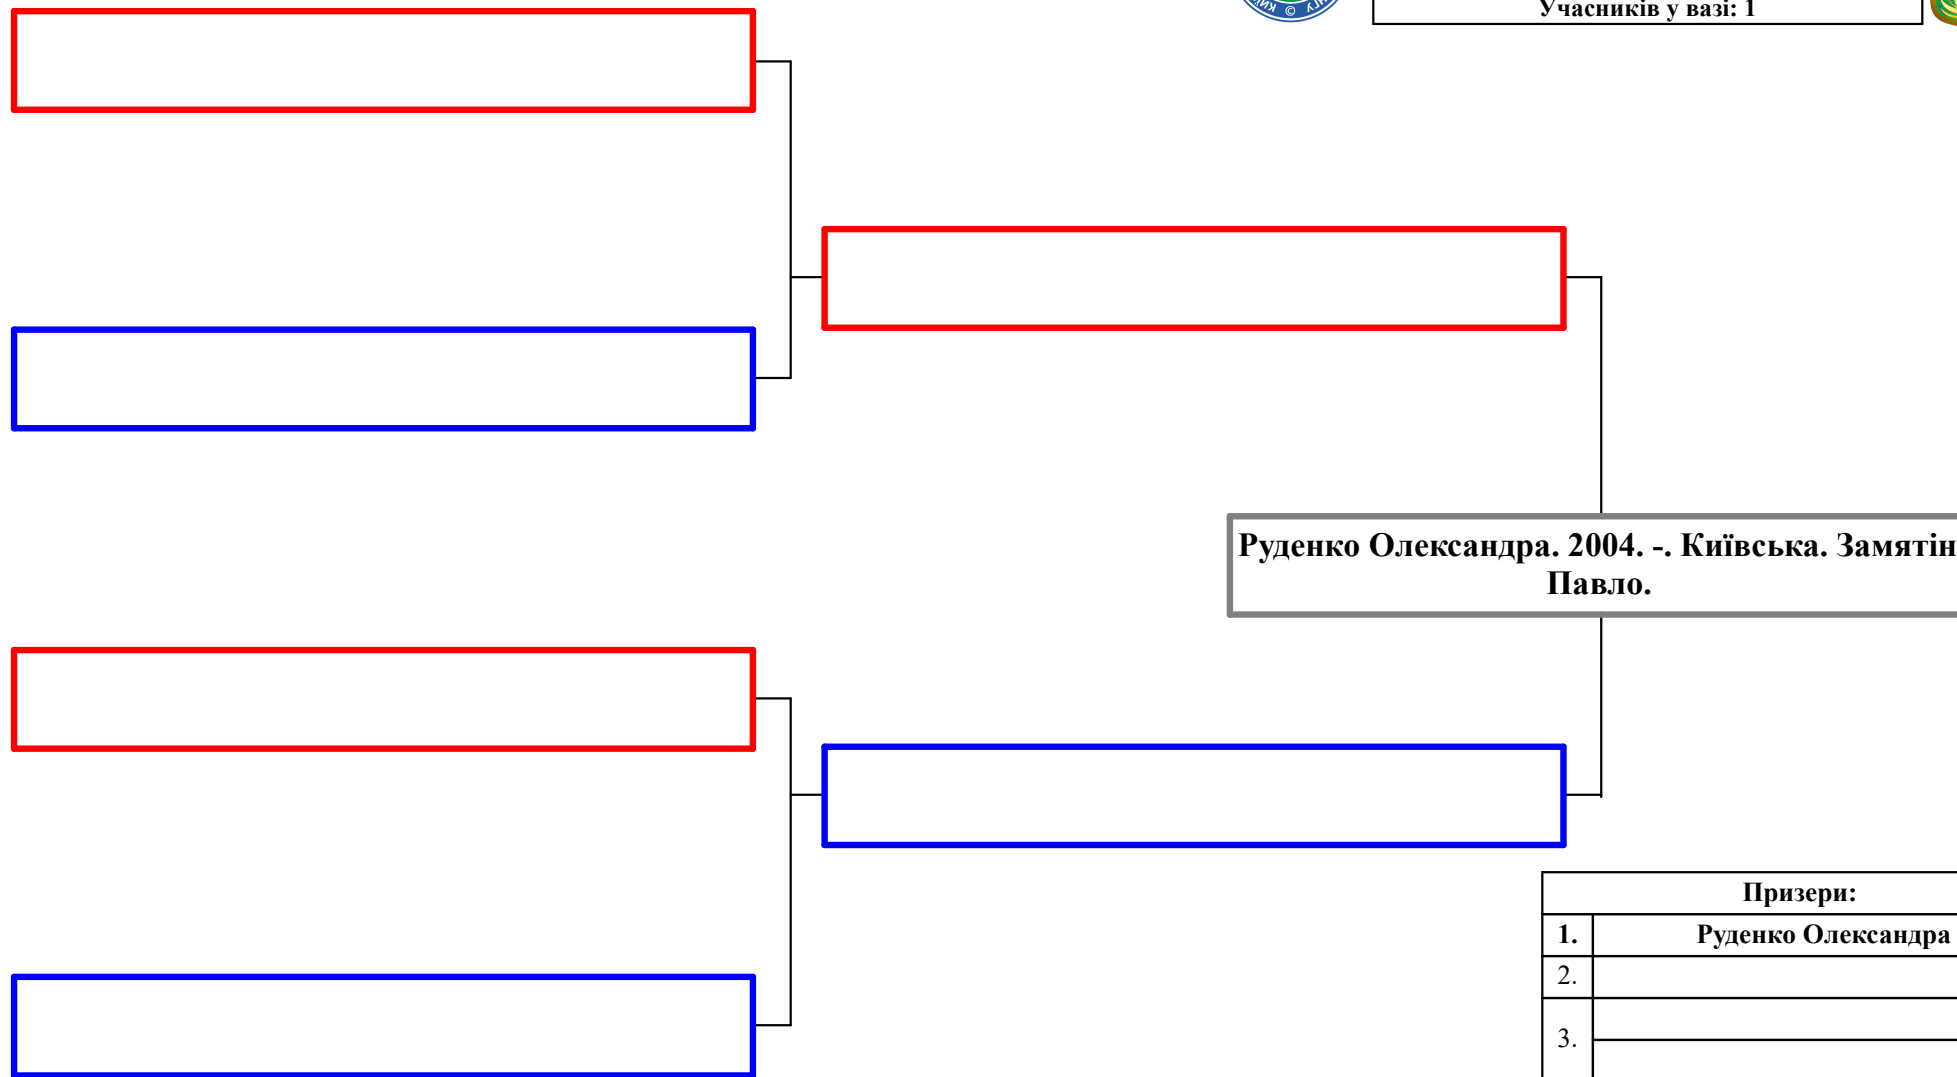 Учасників у вазі: 1
Руденко Олександра. 2004. -. Київська. Замятін
Павло.
Призери:
1. Руденко Олександра
2.
3.